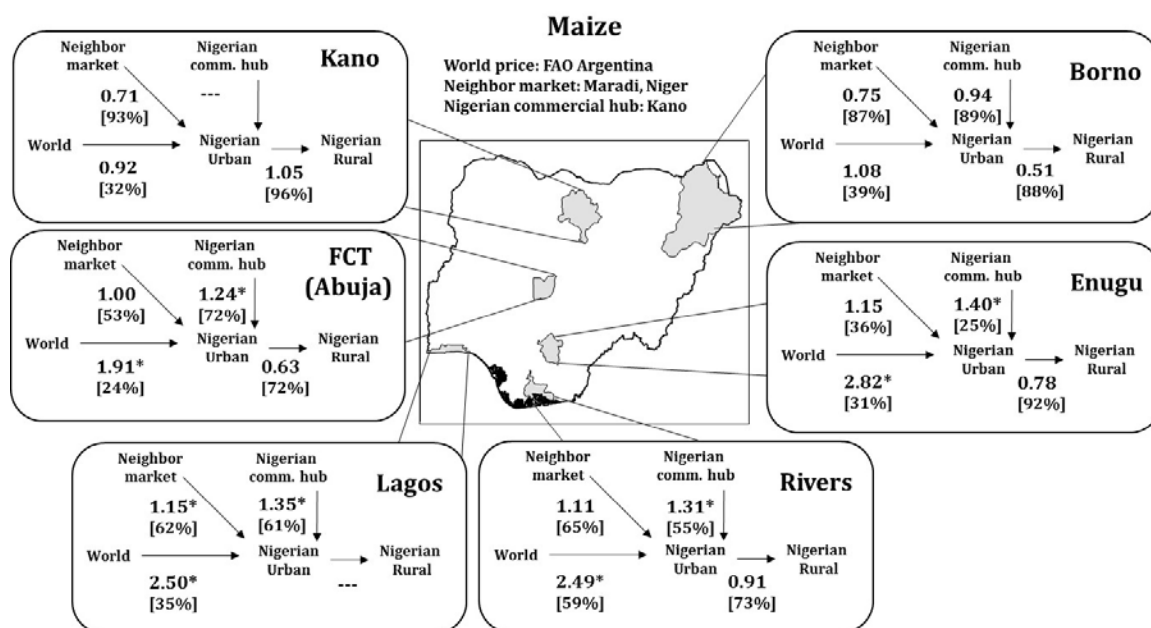 Maize
World price: FAO Argentina
Neighbor market: Maradi, Niger
Nigerian commercial hub: Kano
Kano
Neighbor
market
Nigerian
comm. hub
0.71
[93%]
---
World
Nigerian
Urban
Nigerian
Rural
0.92
[32%]
1.05
[96%]
Borno
Neighbor
market
Nigerian
comm. hub
0.75
[87%]
0.94
[89%]
World
Nigerian
Urban
Nigerian
Rural
1.08
[39%]
0.51
[88%]
FCT
(Abuja)
Neighbor
market
Nigerian
comm. hub
1.00
[53%]
1.24*
[72%]
World
Nigerian
Urban
Nigerian
Rural
1.91*
[24%]
0.63
[72%]
Enugu
Neighbor
market
Nigerian
comm. hub
1.15
[36%]
1.40*
[25%]
World
Nigerian
Urban
Nigerian
Rural
2.82*
[31%]
0.78
[92%]
Lagos
Neighbor
market
Nigerian
comm. hub
1.15*
[62%]
1.35*
[61%]
World
Nigerian
Urban
Nigerian
Rural
2.50*
[35%]
---
Rivers
Neighbor
market
Nigerian
comm. hub
1.11
[65%]
1.31*
[55%]
World
Nigerian
Urban
Nigerian
Rural
2.49*
[59%]
0.91
[73%]